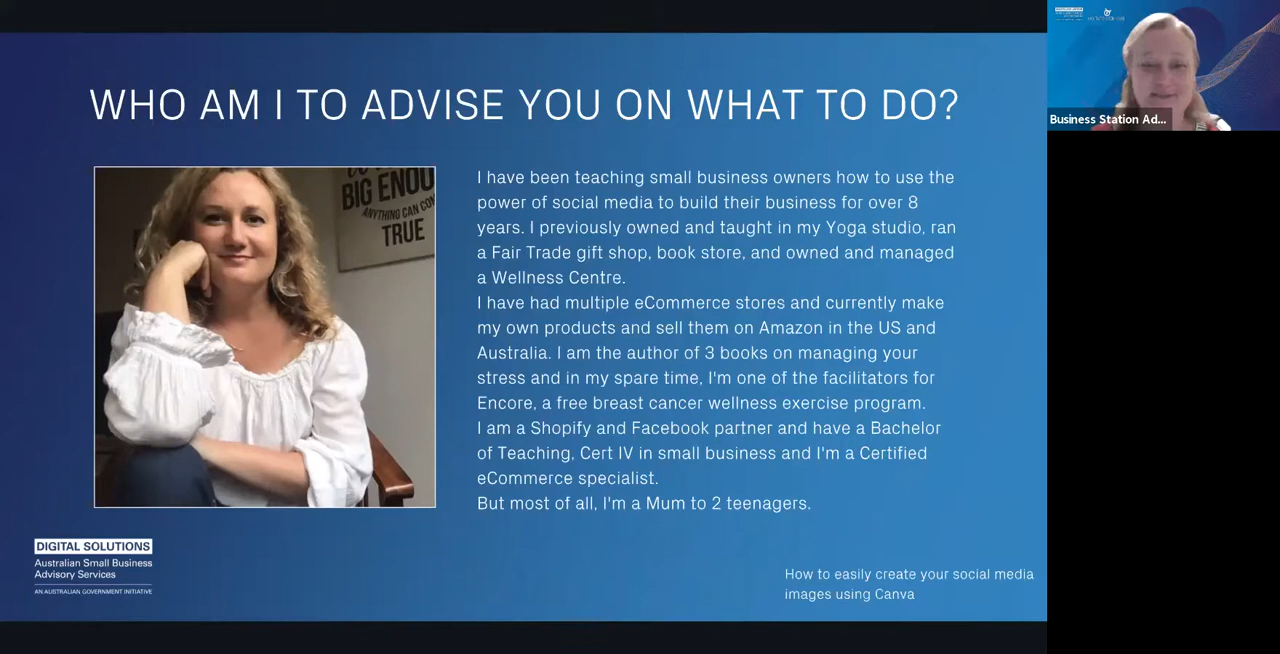 WHO AM I TO ADVISE YOU ON WHAT TO DO?
BIG ENOU
ANYTHING CAN CO
TRUE
I have been teaching small business owners how to use the
power of social media to build their business for over 8
years. I previously owned and taught in my Yoga studio, ran
a Fair Trade gift shop, book store, and owned and managed
a Wellness Centre.
I have had multiple eCommerce stores and currently make
my own products and sell them on Amazon in the US and
Australia. I am the author of 3 books on managing your
stress and in my spare time, I'm one of the facilitators for
Encore, a free breast cancer wellness exercise program.
I am a Shopify and Facebook partner and have a Bachelor
of Teaching, Cert IV in small business and I'm a Certified
eCommerce specialist.
But most of all, I'm a Mum to 2 teenagers.
DIGITAL SOLUTIONS
Australian Small Business
Advisory Services
AN AUSTRALIAN GOVERNMENT INITIATIVE
How to easily create your social media
images using Canva
Business Station Ad...